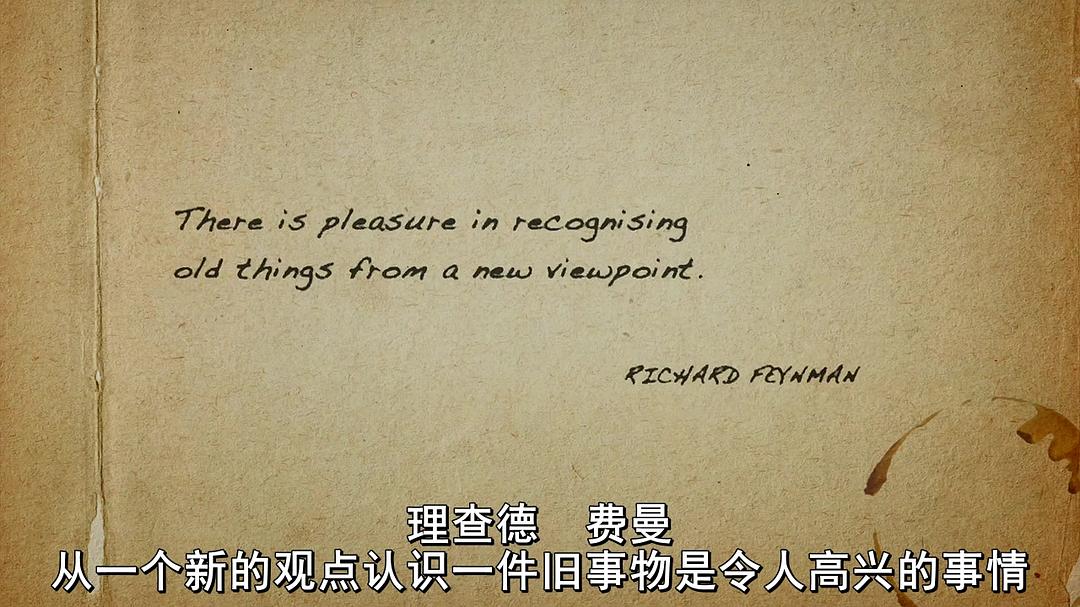 There is pleasure in recognising
old things from a new viewpoint.
RICHARD FEYNMAN
理查德 费曼
从一个新的观点认识一件旧事物是令人高兴的事情